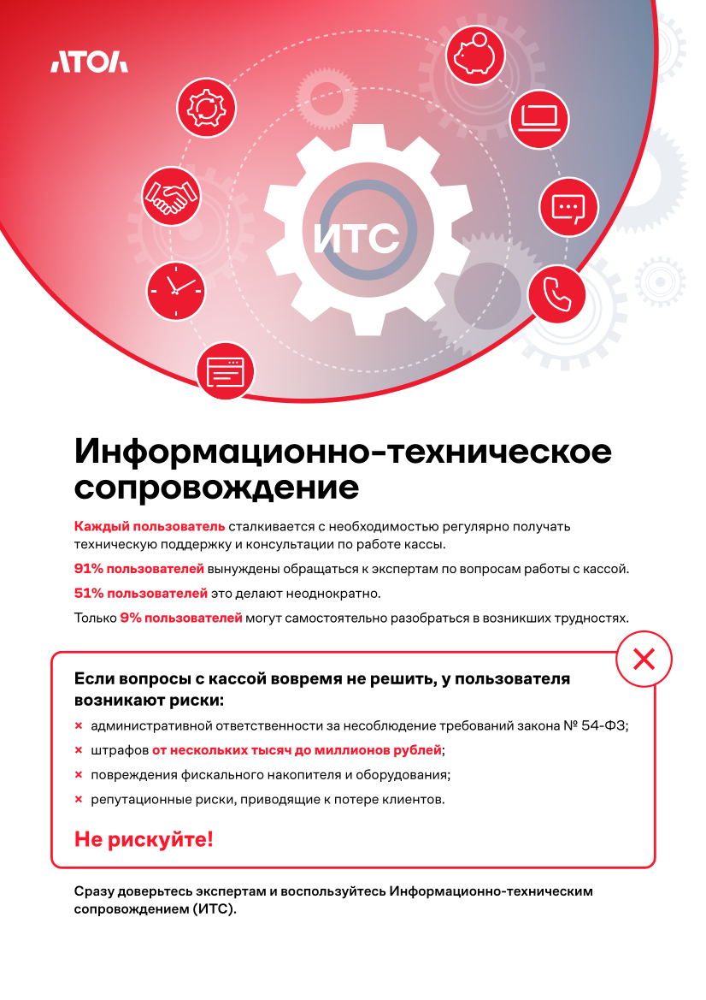 АТОЛ
ИТС
Информационно-техническое
сопровождение
Каждый пользователь сталкивается с необходимостью регулярно получать
техническую поддержку и консультации по работе кассы.
91% пользователей вынуждены обращаться к экспертам по вопросам работы с кассой.
51% пользователей это делают неоднократно.
Только 9% пользователей могут самостоятельно разобраться в возникших трудностях.
Если вопросы с кассой вовремя не решить, у пользователя
возникают риски:
× административной ответственности за несоблюдение требований закона № 54-ФЗ;
× штрафов от нескольких тысяч до миллионов рублей;
× повреждения фискального накопителя и оборудования;
× репутационные риски, приводящие к потере клиентов.
Не рискуйте!
Сразу доверьтесь экспертам и воспользуйтесь Информационно-техническим
сопровождением (ИТС).